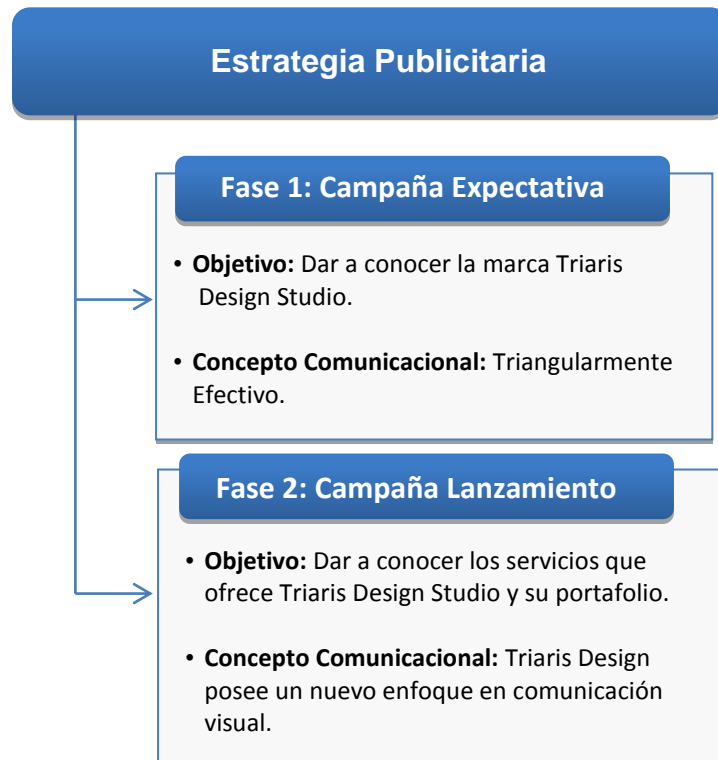 Estrategia Publicitaria
Fase 1: Campaña Expectativa
• Objetivo: Dar a conocer la marca Triaris
Design Studio.
• Concepto Comunicacional: Triangularmente
Efectivo.
Fase 2: Campaña Lanzamiento
• Objetivo: Dar a conocer los servicios que
ofrece Triaris Design Studio y su portafolio.
• Concepto Comunicacional: Triaris Design
posee un nuevo enfoque en comunicación
visual.